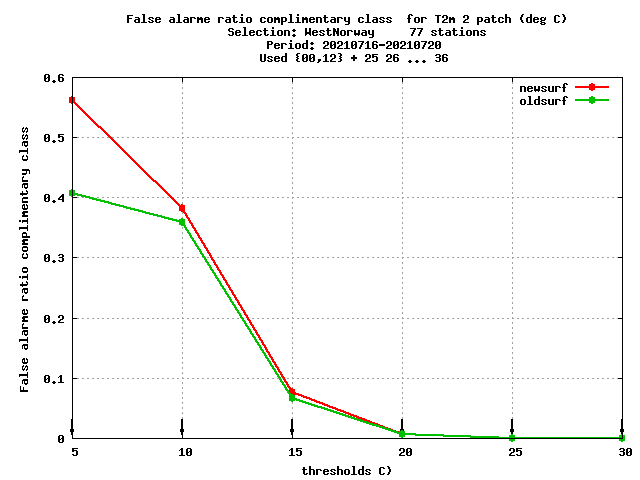 False alarme ratio complimentary class  for T2m 2 patch (deg C)
Selection: WestNorway     77 stations
Period: 20210716-20210720
Used {00,12} + 25 26 ... 36
newsurf
oldsurf
False alarme ratio complimentary class
0.6
0.5
0.4
0.3
0.2
0.1
0
5 10 15 20 25 30
thresholds C)